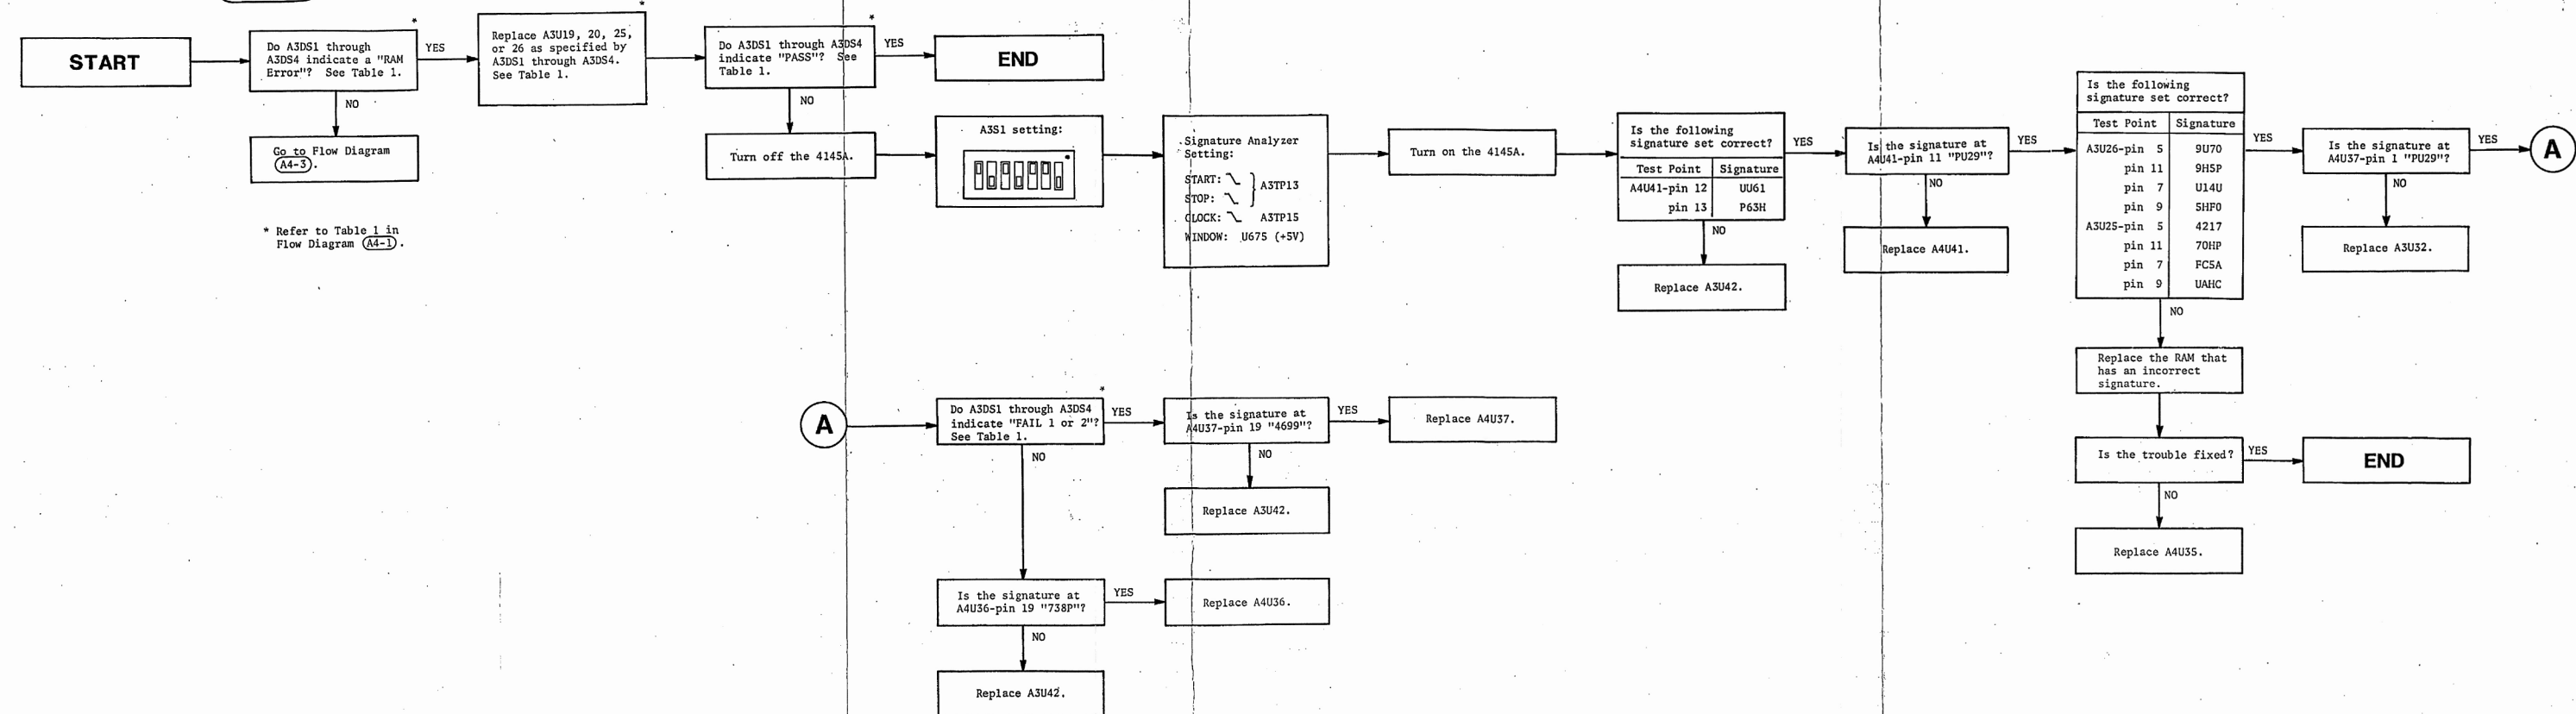 START
Do A3DS1 through
A3DS4 indicate a "RAM
Error"? See Table 1.
*
YES
NO
Go to Flow Diagram
(A4-3).
* Refer to Table 1 in
Flow Diagram (A4-1).
Replace A3U19, 20, 25,
or 26 as specified by
A3DS1 through A3DS4.
See Table 1.
*
Do A3DS1 through A3DS4
indicate "PASS"? See
Table 1.
*
YES
END
NO
Turn off the 4145A.
A3S1 setting:
Signature Analyzer
Setting:
START:
A3TP13
STOP:
CLOCK: A3TP15
WINDOW: U675 (+5V)
Turn on the 4145A.
Is the following
signature set correct?
Test Point Signature
A4U41-pin 12 UU61
pin 13 P63H
YES
NO
Replace A3U42.
Is the signature at
A4U41-pin 11 "PU29"?
YES
NO
Replace A4U41.
Is the following
signature set correct?
Test Point Signature
A3U26-pin 5 9U70
pin 11 9H5P
pin 7 U14U
pin 9 5HF0
A3U25-pin 5 4217
pin 11 70HP
pin 7 FC5A
pin 9 UAHC
YES
NO
Replace the RAM that
has an incorrect
signature.
Is the trouble fixed?
YES
END
NO
Replace A4U35.
Is the signature at
A4U37-pin 1 "PU29"?
YES
A
NO
Replace A3U32.
A
Do A3DS1 through A3DS4
indicate "FAIL 1 or 2"?
See Table 1.
*
YES
NO
Is the signature at
A4U37-pin 19 "4699"?
YES
Replace A4U37.
NO
Replace A3U42.
Is the signature at
A4U36-pin 19 "738P"?
YES
Replace A4U36.
NO
Replace A3U42.